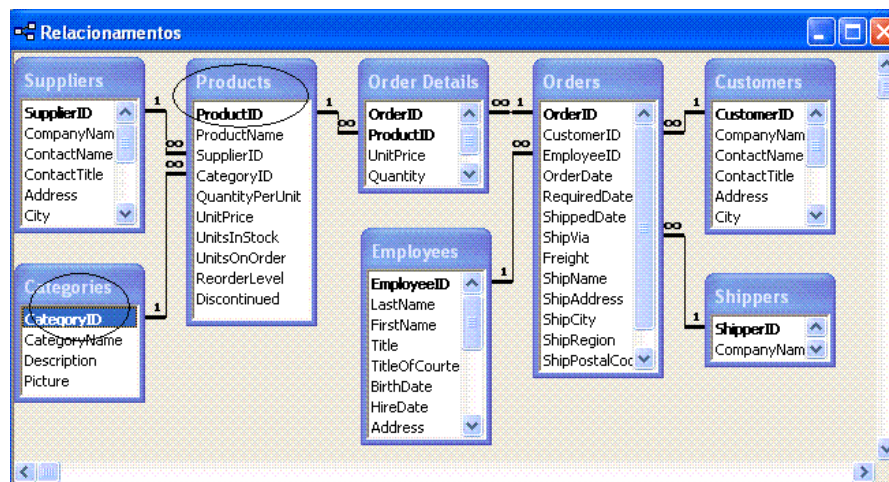 Relacionamentos
Suppliers
SupplierID
CompanyNam
ContactName
ContactTitle
Address
City
Products
ProductID
ProductName
SupplierID
CategoryID
QuantityPerUnit
UnitPrice
UnitsInStock
UnitsOnOrder
ReorderLevel
Discontinued
Order Details
OrderID
ProductID
UnitPrice
Quantity
Orders
OrderID
CustomerID
EmployeeID
OrderDate
RequiredDate
ShippedDate
ShipVia
Freight
ShipName
ShipAddress
ShipCity
ShipRegion
ShipPostalCoc
Customers
CustomerID
CompanyNam
ContactName
ContactTitle
Address
City
Categories
CategoryID
CategoryName
Description
Picture
Employees
EmployeeID
LastName
FirstName
Title
TitleOfCourte
BirthDate
HireDate
Address
Shippers
ShipperID
CompanyNam
1
∞
∞
1
1
∞
∞
1
∞
1
∞
1
∞
1